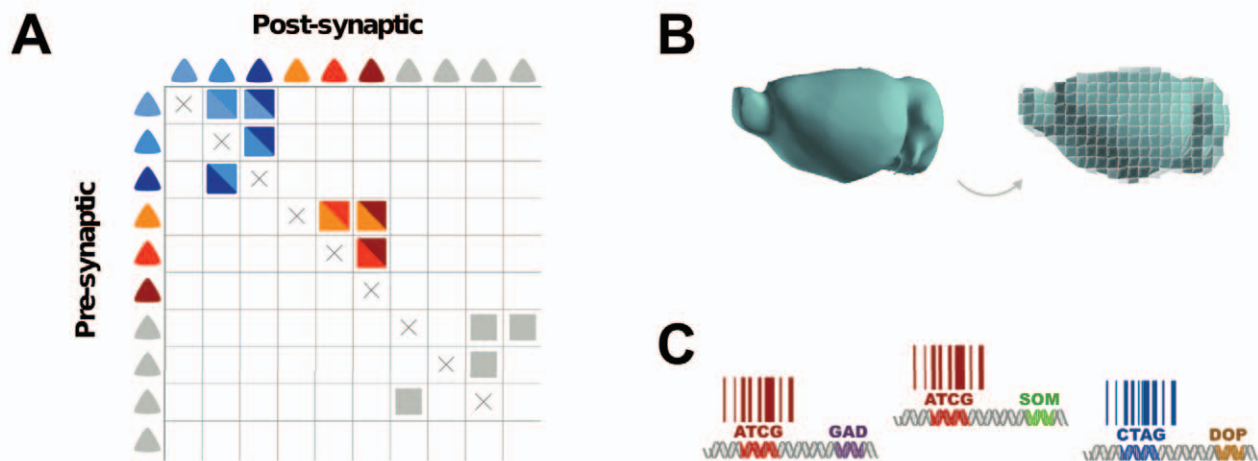 A
Post-synaptic
Pre-synaptic
B
C
ATCG
GAD
ATCG
SOM
CTAG
DOP